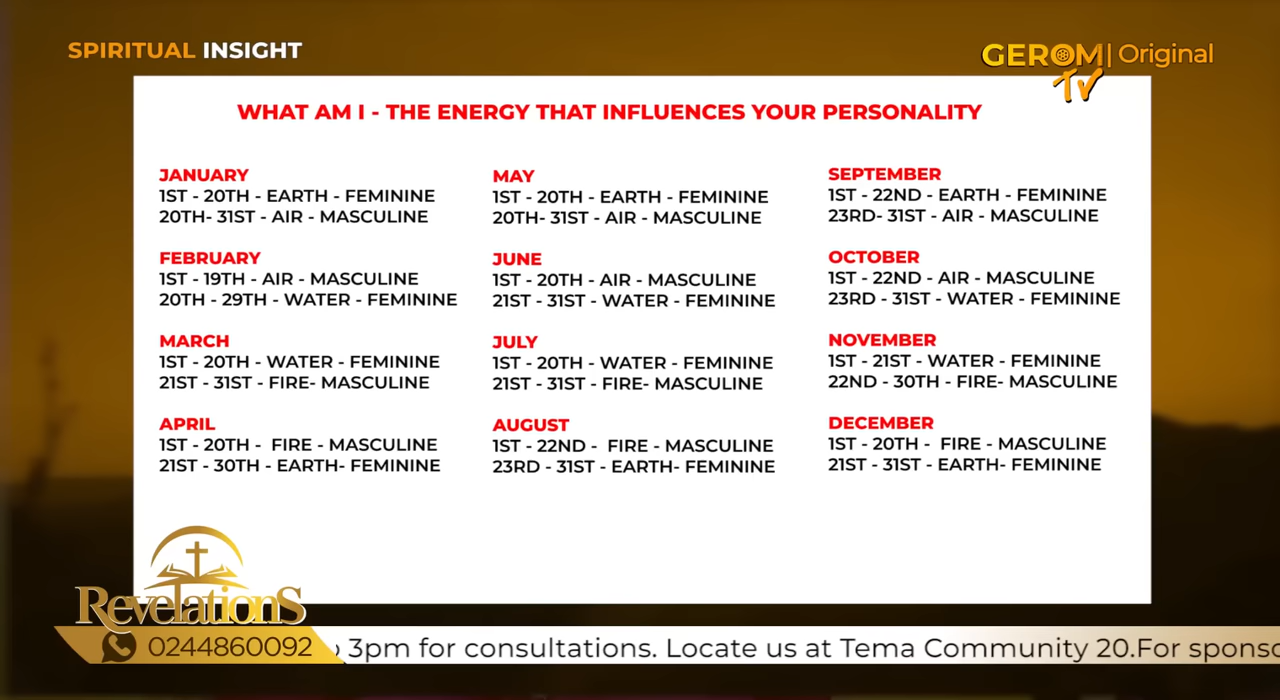 SPIRITUAL INSIGHT
GEROM TV | Original
WHAT AM I - THE ENERGY THAT INFLUENCES YOUR PERSONALITY
JANUARY
1ST - 20TH - EARTH - FEMININE
20TH- 31ST - AIR - MASCULINE
FEBRUARY
1ST - 19TH - AIR - MASCULINE
20TH - 29TH - WATER - FEMININE
MARCH
1ST - 20TH - WATER - FEMININE
21ST - 31ST - FIRE- MASCULINE
APRIL
1ST - 20TH -  FIRE - MASCULINE
21ST - 30TH - EARTH- FEMININE
MAY
1ST - 20TH - EARTH - FEMININE
20TH- 31ST - AIR - MASCULINE
JUNE
1ST - 20TH - AIR - MASCULINE
21ST - 31ST - WATER - FEMININE
JULY
1ST - 20TH - WATER - FEMININE
21ST - 31ST - FIRE- MASCULINE
AUGUST
1ST - 22ND -  FIRE - MASCULINE
23RD - 31ST - EARTH- FEMININE
SEPTEMBER
1ST - 22ND - EARTH - FEMININE
23RD- 31ST - AIR - MASCULINE
OCTOBER
1ST - 22ND - AIR - MASCULINE
23RD - 31ST - WATER - FEMININE
NOVEMBER
1ST - 21ST - WATER - FEMININE
22ND - 30TH - FIRE- MASCULINE
DECEMBER
1ST - 20TH -  FIRE - MASCULINE
21ST - 31ST - EARTH- FEMININE
RevelationS
0244860092
3pm for consultations. Locate us at Tema Community 20.For